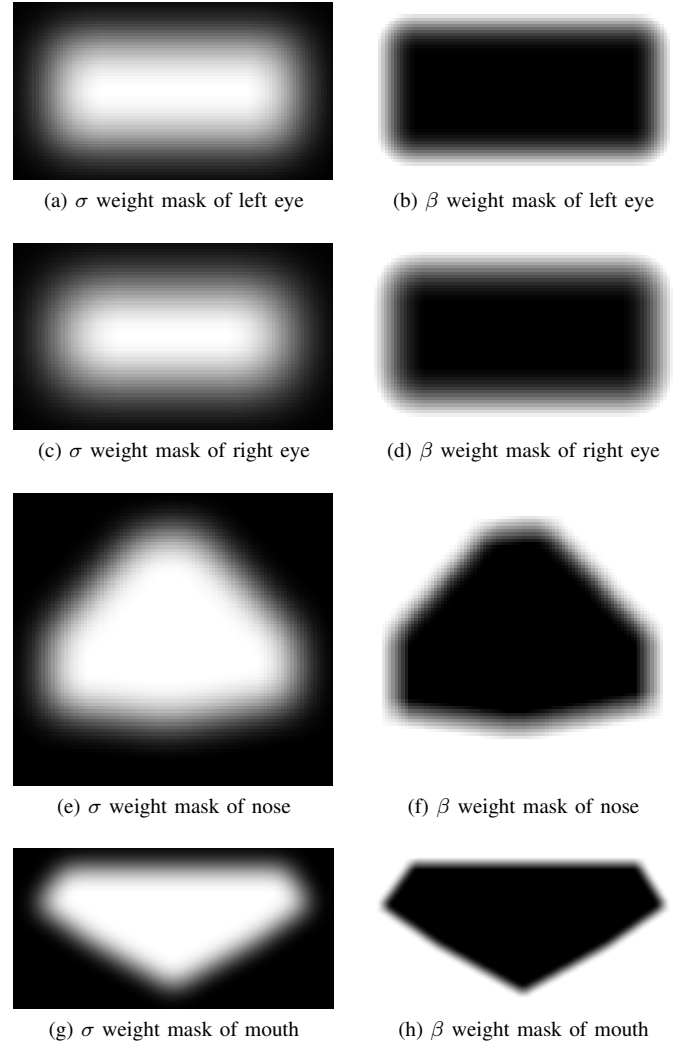 (a) σ weight mask of left eye
(b) β weight mask of left eye
(c) σ weight mask of right eye
(d) β weight mask of right eye
(e) σ weight mask of nose
(f) β weight mask of nose
(g) σ weight mask of mouth
(h) β weight mask of mouth